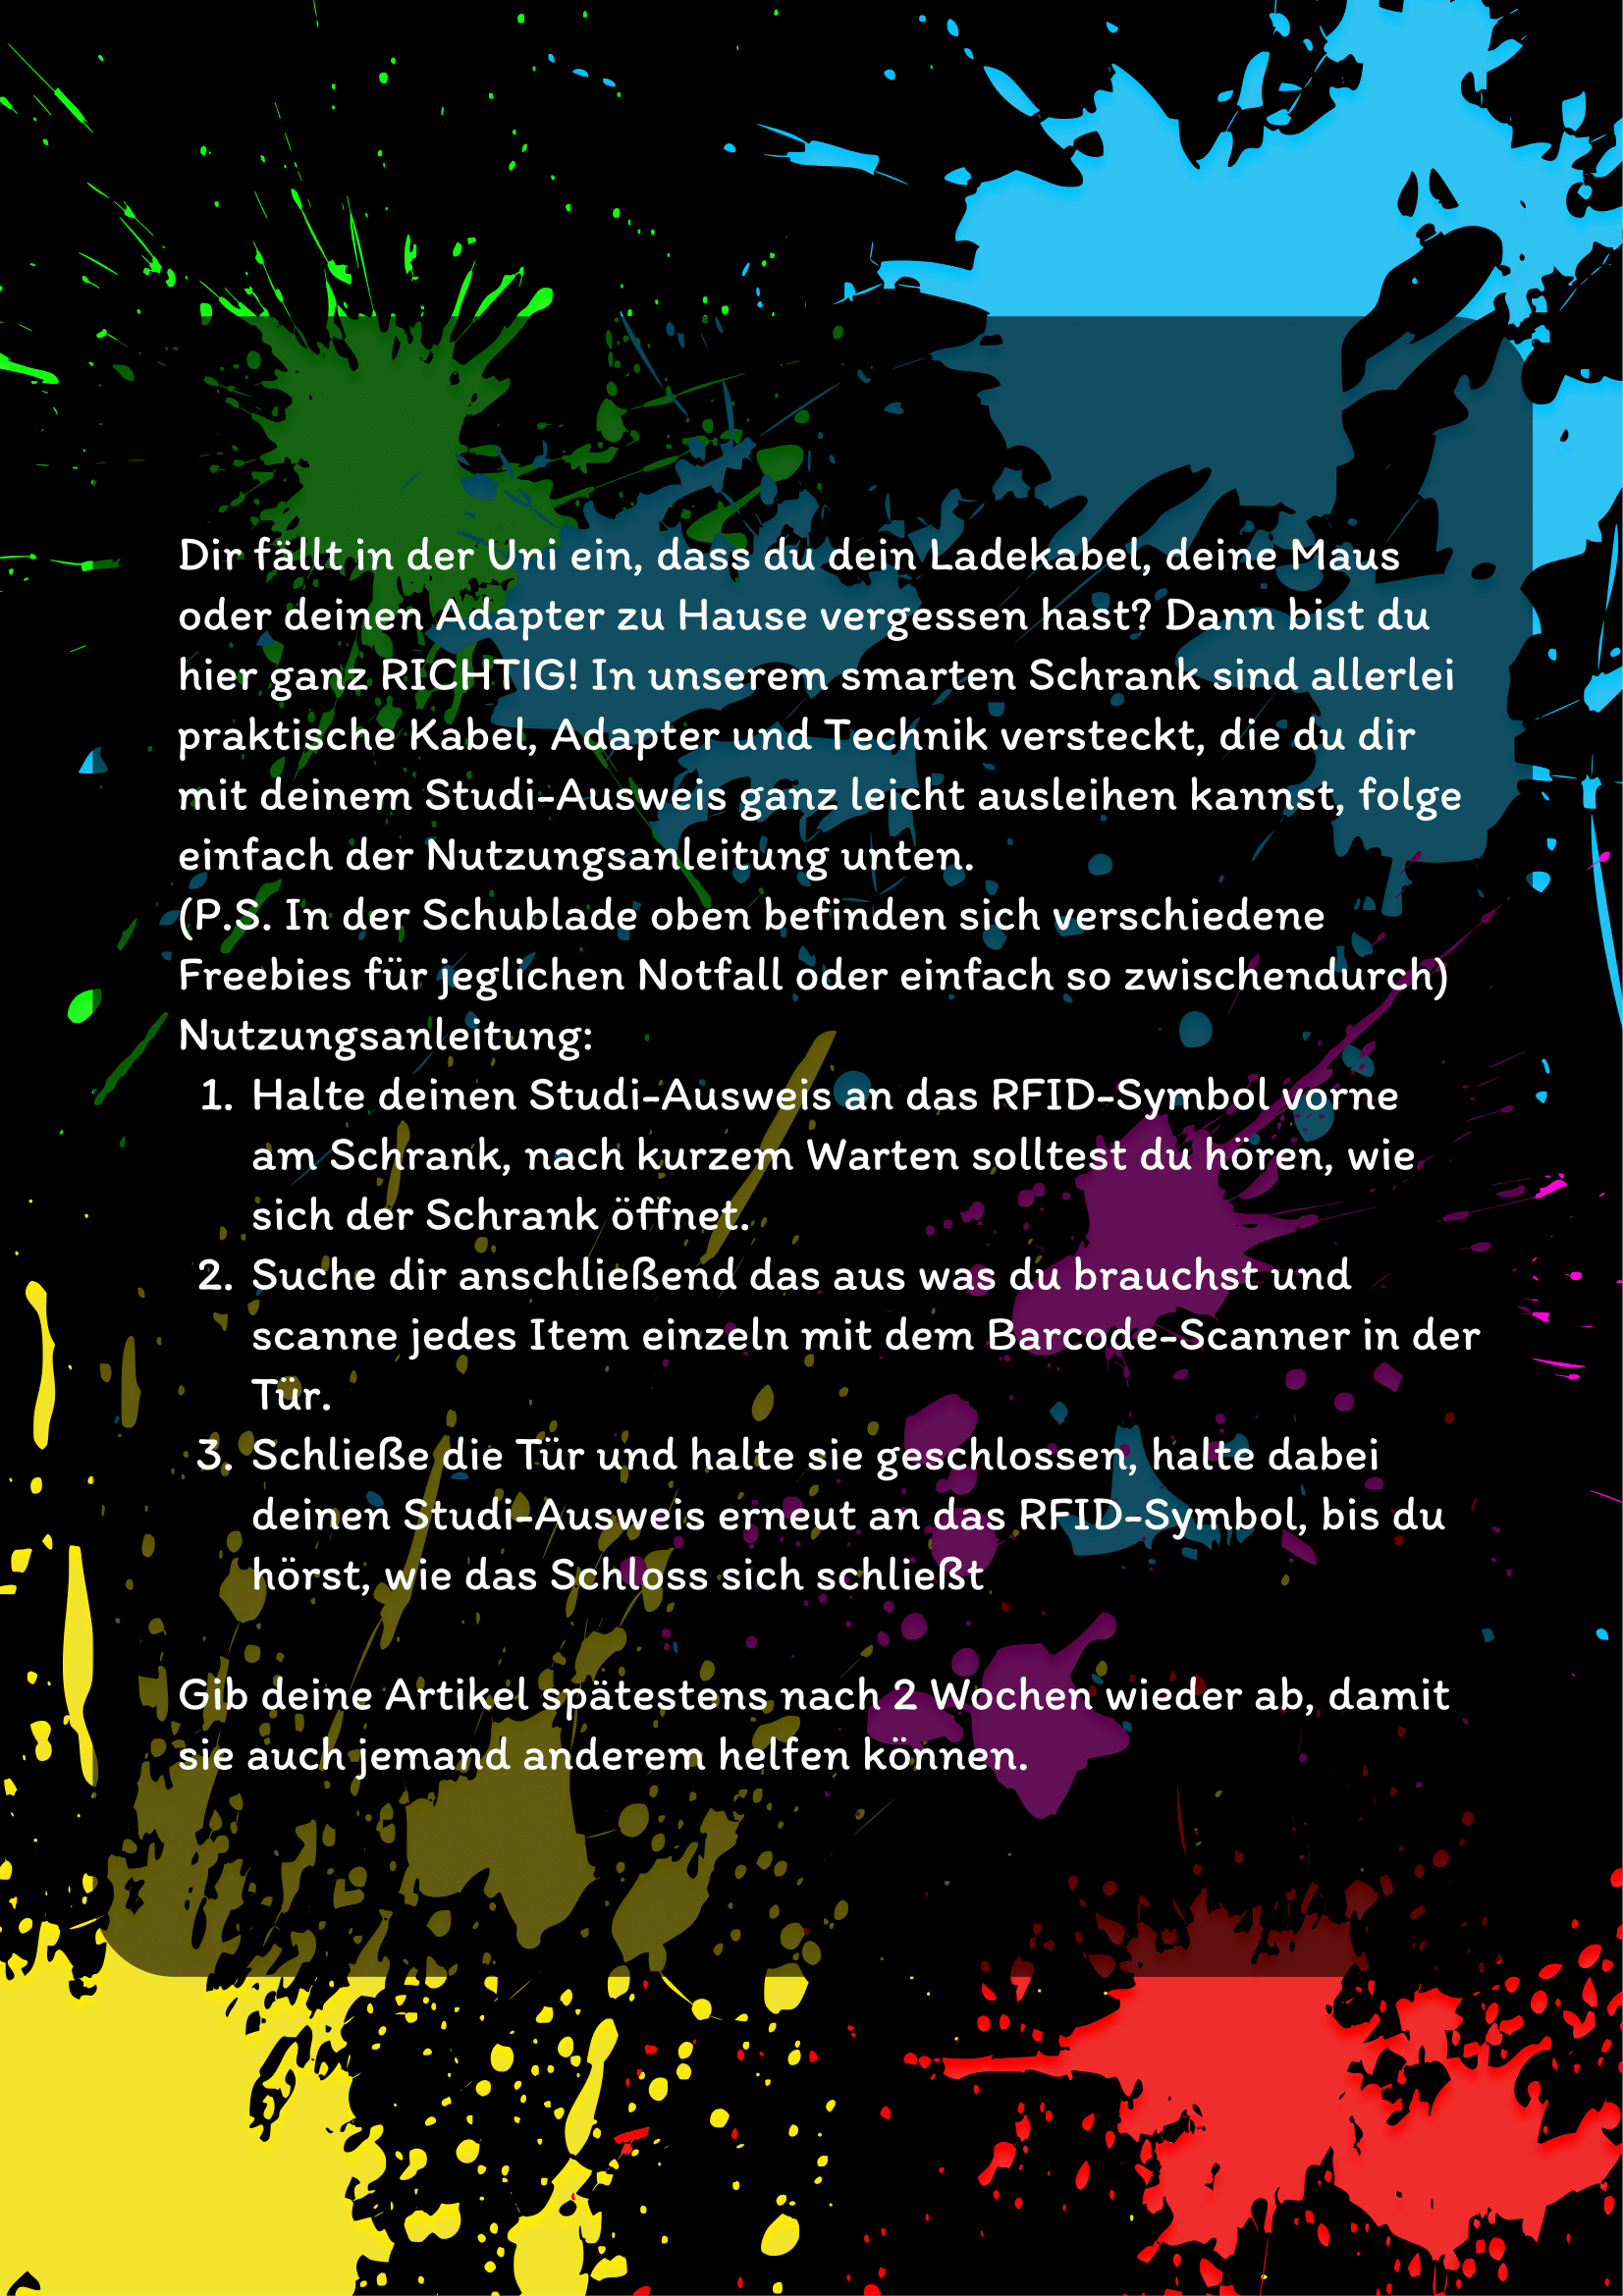 Dir fällt in der Uni ein, dass du dein Ladekabel, deine Maus
oder deinen Adapter zu Hause vergessen hast? Dann bist du
hier ganz RICHTIG! In unserem smarten Schrank sind allerlei
praktische Kabel, Adapter und Technik versteckt, die du dir
mit deinem Studi-Ausweis ganz leicht ausleihen kannst, folge
einfach der Nutzungsanleitung unten.
(P.S. In der Schublade oben befinden sich verschiedene
Freebies für jeglichen Notfall oder einfach so zwischendurch)
Nutzungsanleitung:
1. Halte deinen Studi-Ausweis an das RFID-Symbol vorne
am Schrank, nach kurzem Warten solltest du hören, wie
sich der Schrank öffnet.
2. Suche dir anschließend das aus was du brauchst und
scanne jedes Item einzeln mit dem Barcode-Scanner in der
Tür.
3. Schließe die Tür und halte sie geschlossen, halte dabei
deinen Studi-Ausweis erneut an das RFID-Symbol, bis du
hörst, wie das Schloss sich schließt
Gib deine Artikel spätestens nach 2 Wochen wieder ab, damit
sie auch jemand anderem helfen können.